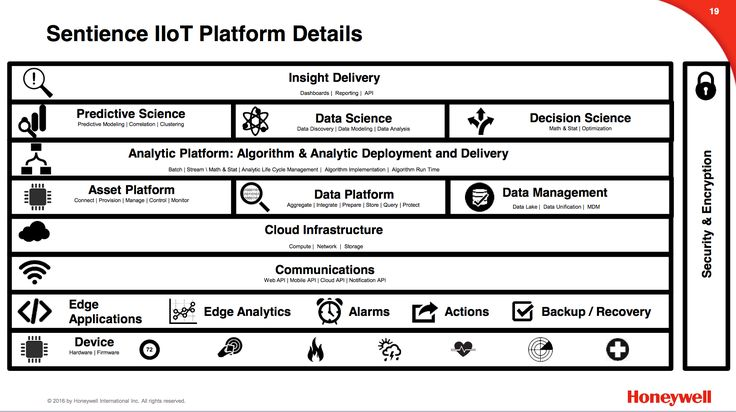 19
Sentience IIoT Platform Details
Insight Delivery
Dashboards | Reporting | API
Predictive Science
Predictive Modeling | Correlation | Clustering
Data Science
Data Discovery | Data Modeling | Data Analysis
Decision Science
Math & Stat | Optimization
Analytic Platform: Algorithm & Analytic Deployment and Delivery
Batch | Stream \ Math & Stat | Analytic Life Cycle Management | Algorithm Implementation | Algorithm Run Time
Asset Platform
Connect | Provision | Manage | Control | Monitor
Data Platform
Aggregate | Integrate | Prepare | Store | Query | Protect
Data Management
Data Lake | Data Unification | MDM
Cloud Infrastructure
Compute | Network | Storage
Communications
Web API | Mobile API | Cloud API | Notification API
Edge
Applications
Edge Analytics
Alarms
Actions
Backup / Recovery
Device
Hardware | Firmware
72
Security & Encryption
© 2016 by Honeywell International Inc. All rights reserved.
Honeywell